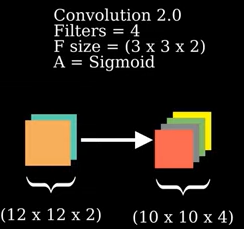 Convolution 2.0
Filters = 4
F size = (3 x 3 x 2)
A = Sigmoid
(12 x 12 x 2)
(10 x 10 x 4)